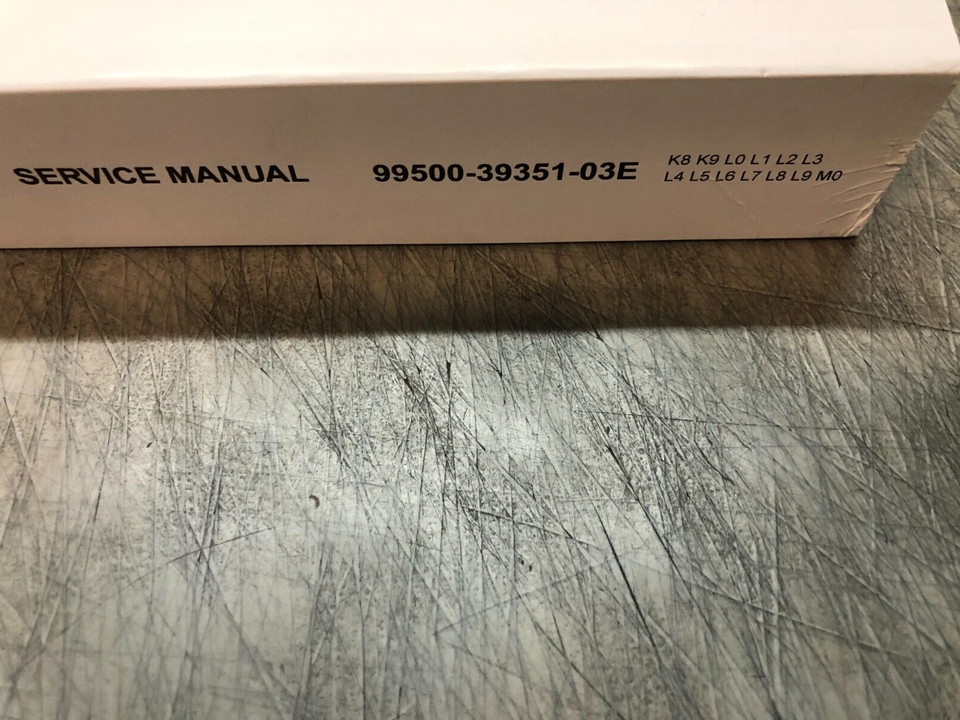 SERVICE MANUAL 99500-39351-03E
K8 K9 L0 L1 L2 L3
L4 L5 L6 L7 L8 L9 M0